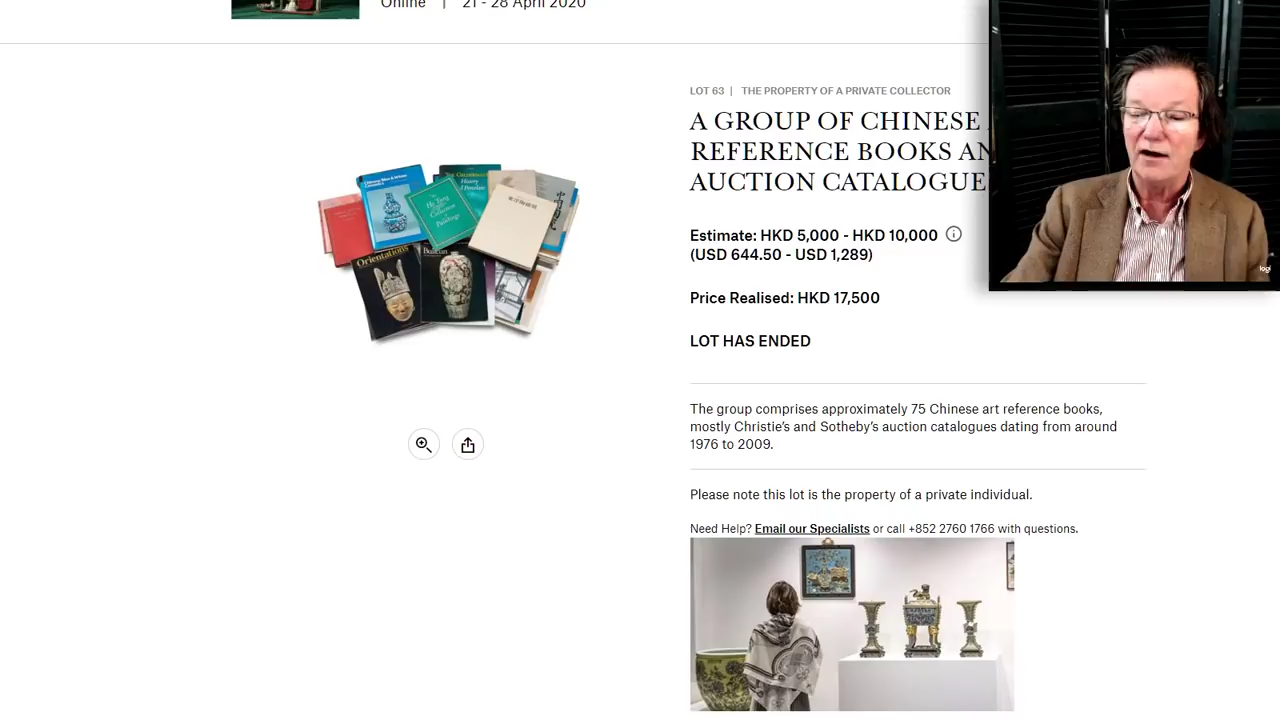 Online | 21 - 28 April 2020
LOT 63 | THE PROPERTY OF A PRIVATE COLLECTOR
A GROUP OF CHINESE
REFERENCE BOOKS AN
AUCTION CATALOGUE
Estimate: HKD 5,000 - HKD 10,000
(USD 644.50 - USD 1,289)
Price Realised: HKD 17,500
LOT HAS ENDED
The group comprises approximately 75 Chinese art reference books,
mostly Christie's and Sotheby's auction catalogues dating from around
1976 to 2009.
Please note this lot is the property of a private individual.
Need Help? Email our Specialists or call +852 2760 1766 with questions.
Orientations
logi